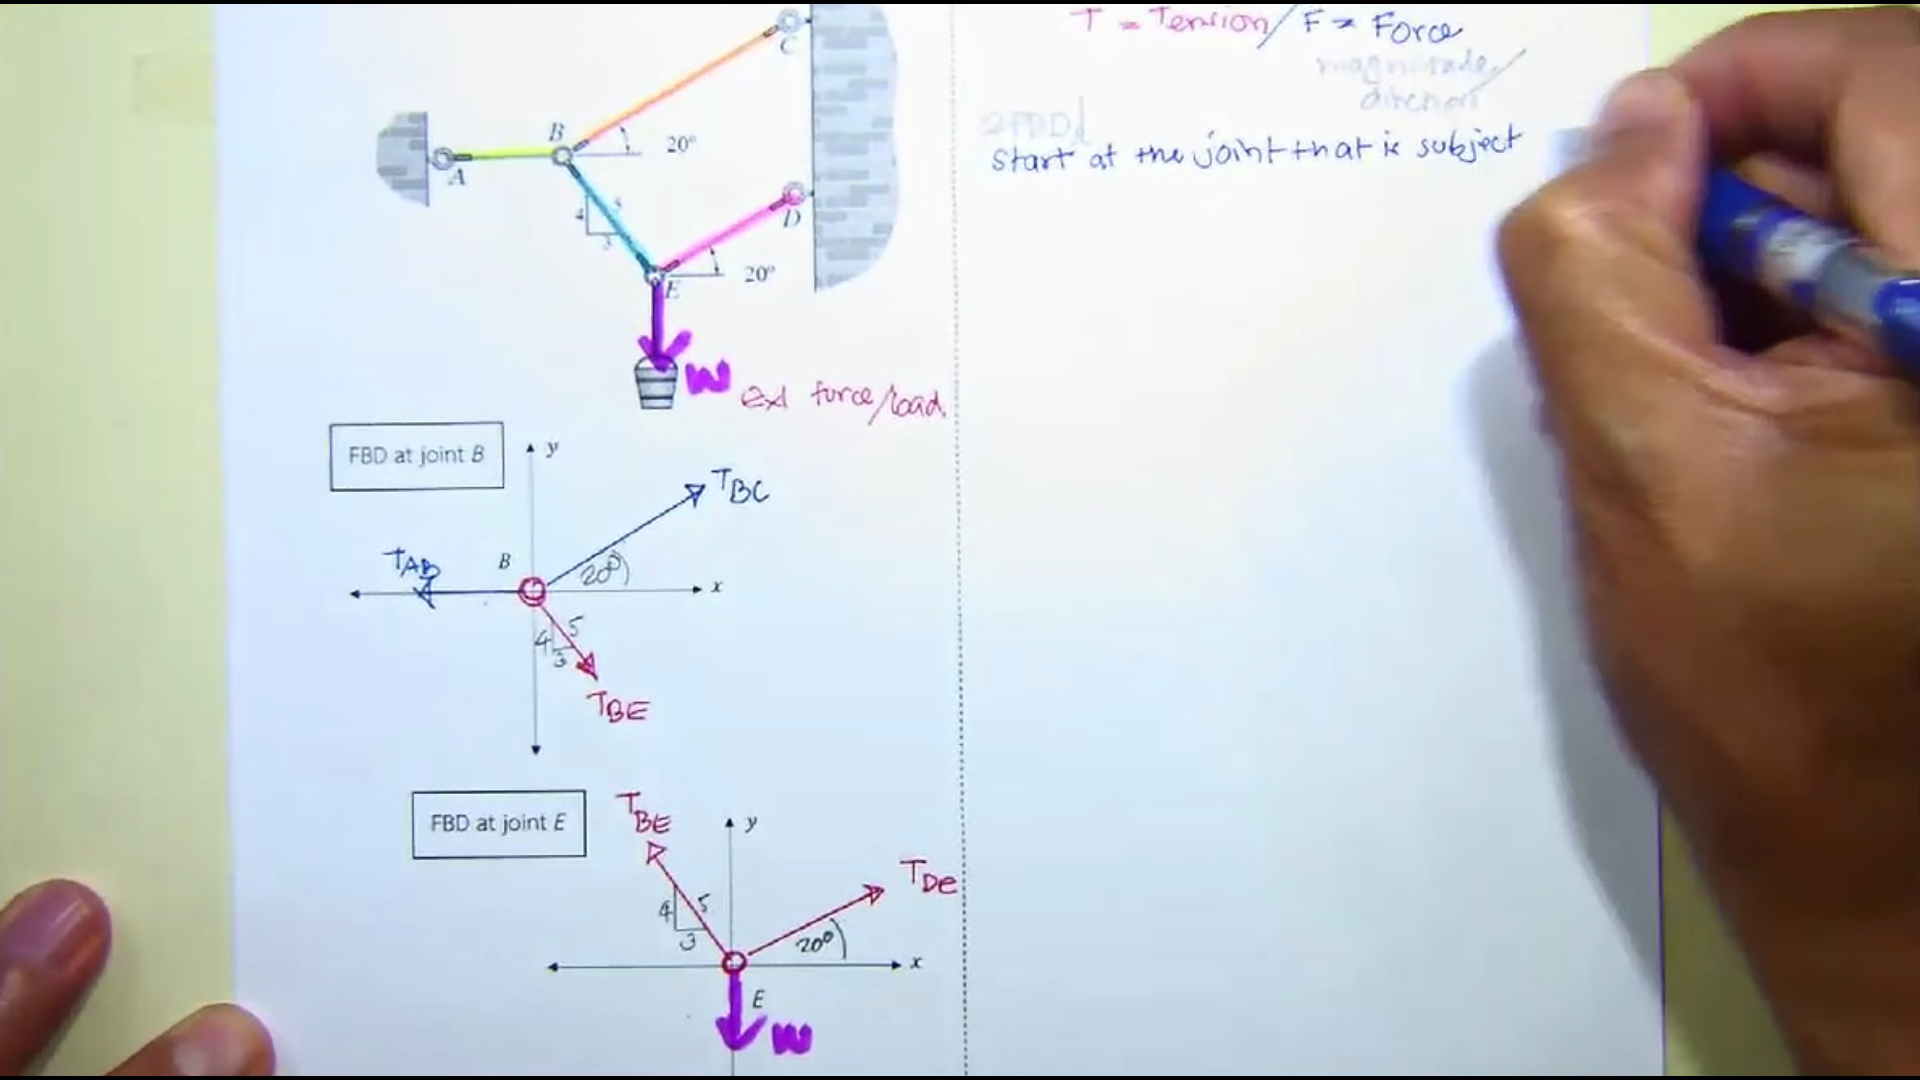 T = Tension/F = Force
magnitude/
direction
2FBD
start at the joint that is subject
C
B
20°
A
4 5
3
D
20°
E
W
ext force/load
FBD at joint B
y
TBC
TAB
B
20°
x
4 5
3
TBE
FBD at joint E
TBE
y
TDE
4 5
3
20°
x
E
W